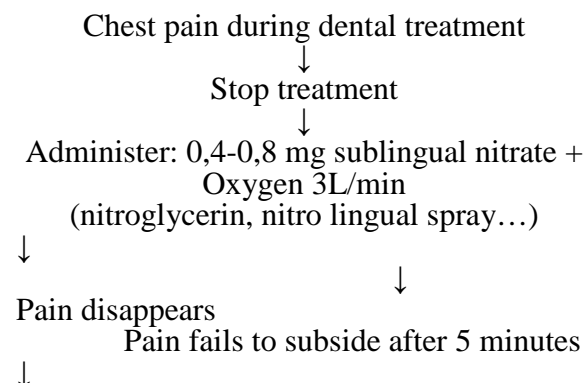 Chest pain during dental treatment
↓
Stop treatment
↓
Administer: 0,4-0,8 mg sublingual nitrate +
Oxygen 3L/min
(nitroglycerin, nitro lingual spray…)
↓
↓
Pain disappears
Pain fails to subside after 5 minutes
↓